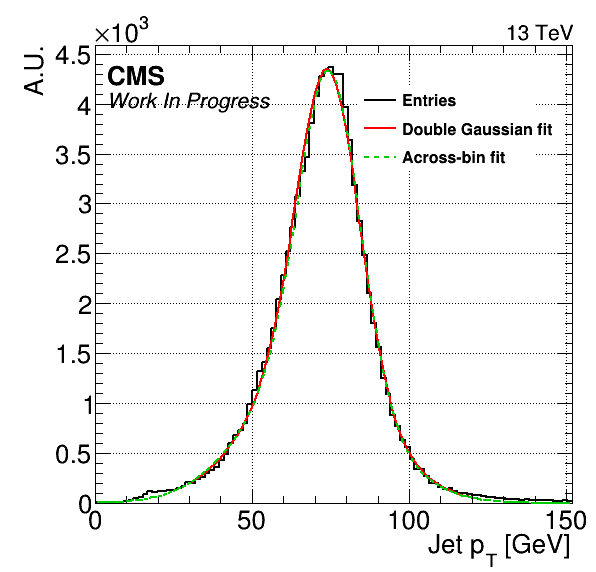 ×10³
13 TeV
A.U.
4.5
4
3.5
3
2.5
2
1.5
1
0.5
0
CMS
Work In Progress
Entries
Double Gaussian fit
Across-bin fit
0 50 100 150
Jet p_T [GeV]